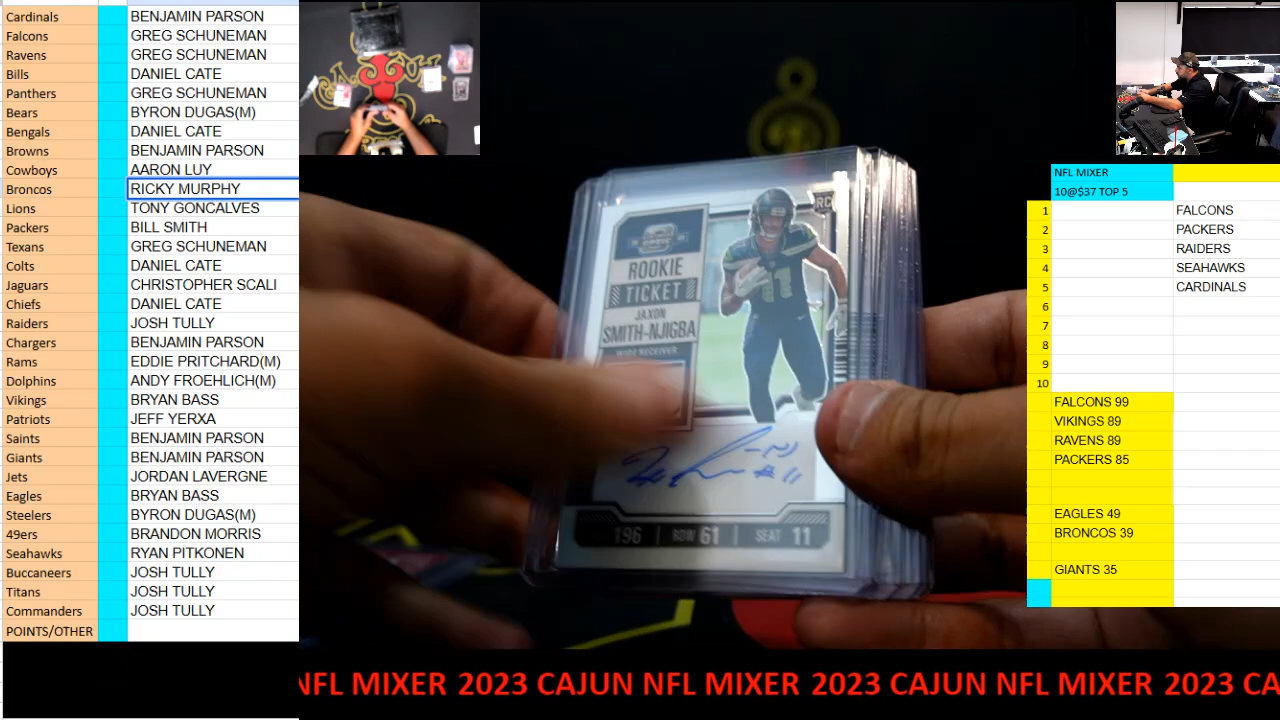 Cardinals BENJAMIN PARSON
Falcons GREG SCHUNEMAN
Ravens GREG SCHUNEMAN
Bills DANIEL CATE
Panthers GREG SCHUNEMAN
Bears BYRON DUGAS(M)
Bengals DANIEL CATE
Browns BENJAMIN PARSON
Cowboys AARON LUY
Broncos RICKY MURPHY
Lions TONY GONCALVES
Packers BILL SMITH
Texans GREG SCHUNEMAN
Colts DANIEL CATE
Jaguars CHRISTOPHER SCALI
Chiefs DANIEL CATE
Raiders JOSH TULLY
Chargers BENJAMIN PARSON
Rams EDDIE PRITCHARD(M)
Dolphins ANDY FROEHLICH(M)
Vikings BRYAN BASS
Patriots JEFF YERXA
Saints BENJAMIN PARSON
Giants BENJAMIN PARSON
Jets JORDAN LAVERGNE
Eagles BRYAN BASS
Steelers BYRON DUGAS(M)
49ers BRANDON MORRIS
Seahawks RYAN PITKONEN
Buccaneers JOSH TULLY
Titans JOSH TULLY
Commanders JOSH TULLY
POINTS/OTHER
RC
OPTIC
ROOKIE
TICKET
JAXON
SMITH-NJIGBA
WIDE RECEIVER
11
#11
196 ROW 61 SEAT 11
NFL MIXER
10@$37 TOP 5
1 FALCONS
2 PACKERS
3 RAIDERS
4 SEAHAWKS
5 CARDINALS
6
7
8
9
10
FALCONS 99
VIKINGS 89
RAVENS 89
PACKERS 85
EAGLES 49
BRONCOS 39
GIANTS 35
NFL MIXER 2023 CAJUN NFL MIXER 2023 CAJUN NFL MIXER 2023 CA